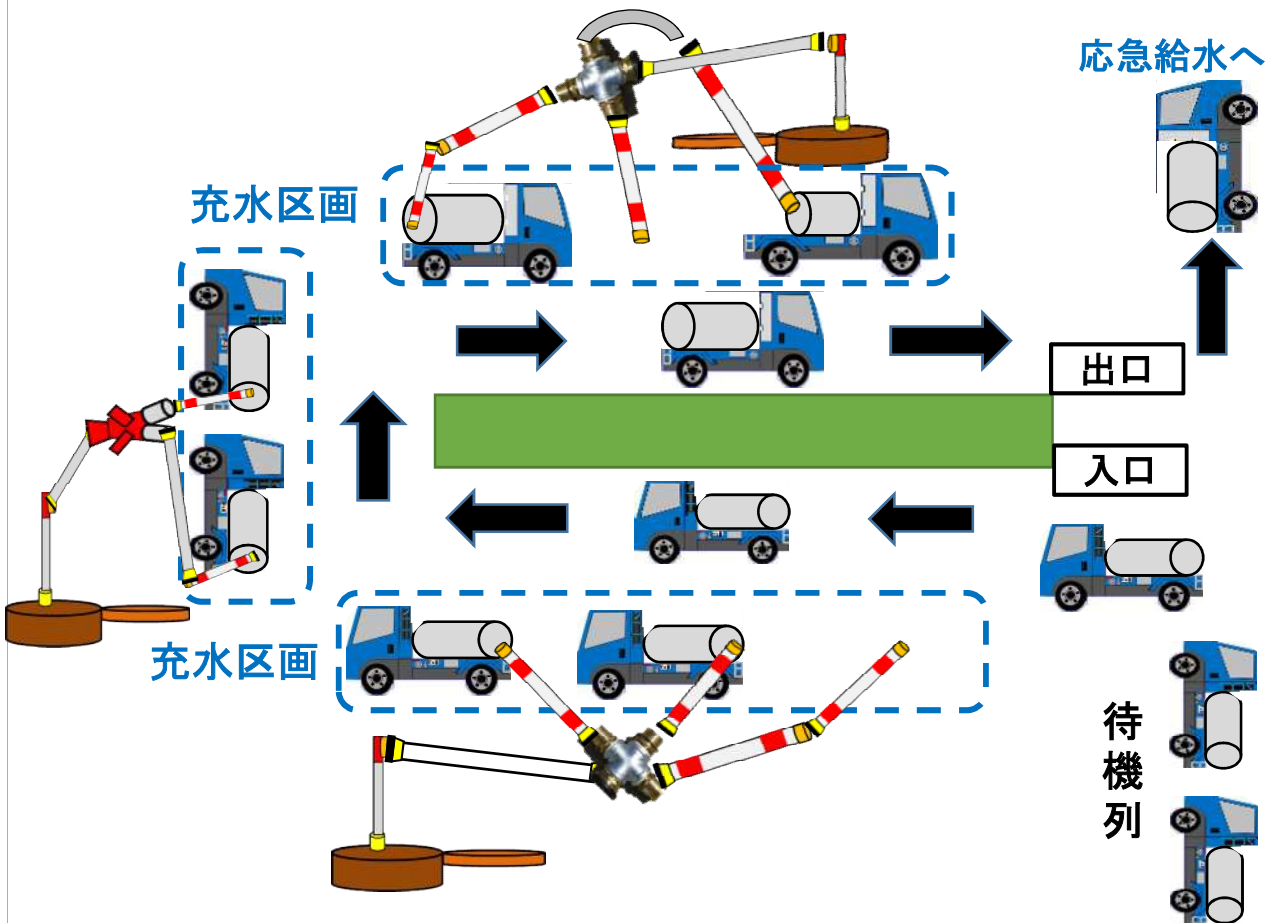 応急給水へ
充水区画
出口
入口
充水区画
待機列